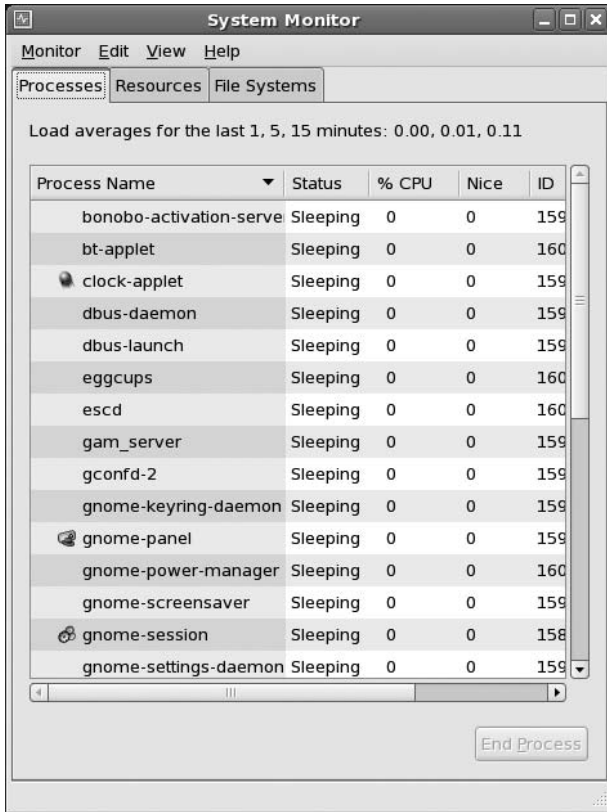 System Monitor
Monitor Edit View Help
Processes Resources File Systems
Load averages for the last 1, 5, 15 minutes: 0.00, 0.01, 0.11
Process Name Status % CPU Nice ID
bonobo-activation-serve Sleeping 0 0 159
bt-applet Sleeping 0 0 160
clock-applet Sleeping 0 0 159
dbus-daemon Sleeping 0 0 159
dbus-launch Sleeping 0 0 159
eggcups Sleeping 0 0 160
escd Sleeping 0 0 160
gam_server Sleeping 0 0 159
gconfd-2 Sleeping 0 0 159
gnome-keyring-daemon Sleeping 0 0 159
gnome-panel Sleeping 0 0 159
gnome-power-manager Sleeping 0 0 160
gnome-screensaver Sleeping 0 0 159
gnome-session Sleeping 0 0 158
gnome-settings-daemon Sleeping 0 0 159
End Process